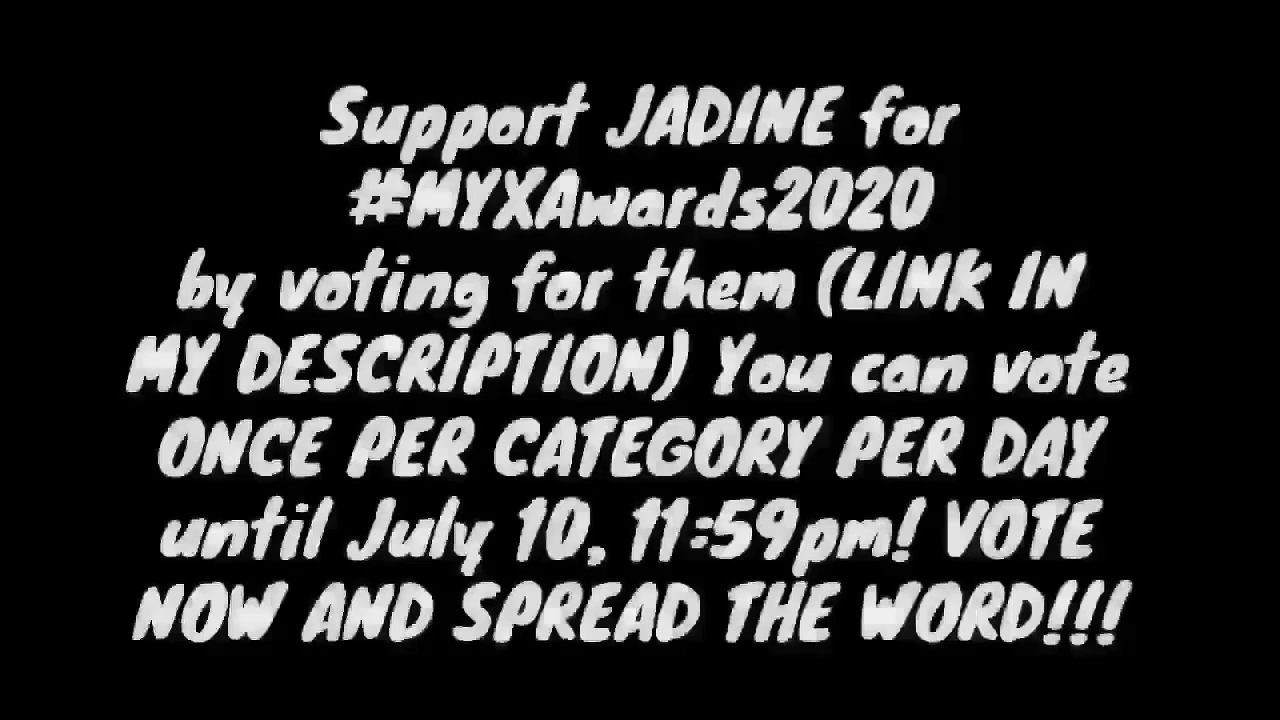 Support JADINE for
#MYXAwards2020
by voting for them (LINK IN
MY DESCRIPTION) You can vote
ONCE PER CATEGORY PER DAY
until July 10, 11:59pm! VOTE
NOW AND SPREAD THE WORD!!!